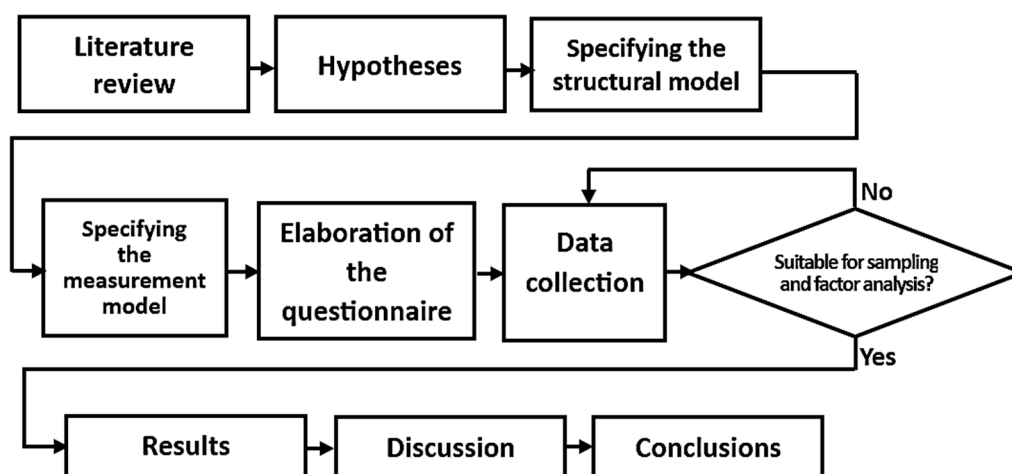 Literature
review
Hypotheses
Specifying the
structural model
Specifying
the
measurement
model
Elaboration of
the
questionnaire
Data
collection
No
Suitable for sampling
and factor analysis?
Yes
Results
Discussion
Conclusions